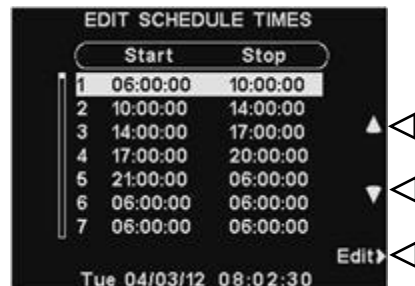 EDIT SCHEDULE TIMES
Start Stop
1 06:00:00 10:00:00
2 10:00:00 14:00:00
3 14:00:00 17:00:00
4 17:00:00 20:00:00
5 21:00:00 06:00:00
6 06:00:00 06:00:00
7 06:00:00 06:00:00
Edit
Tue 04/03/12 08:02:30